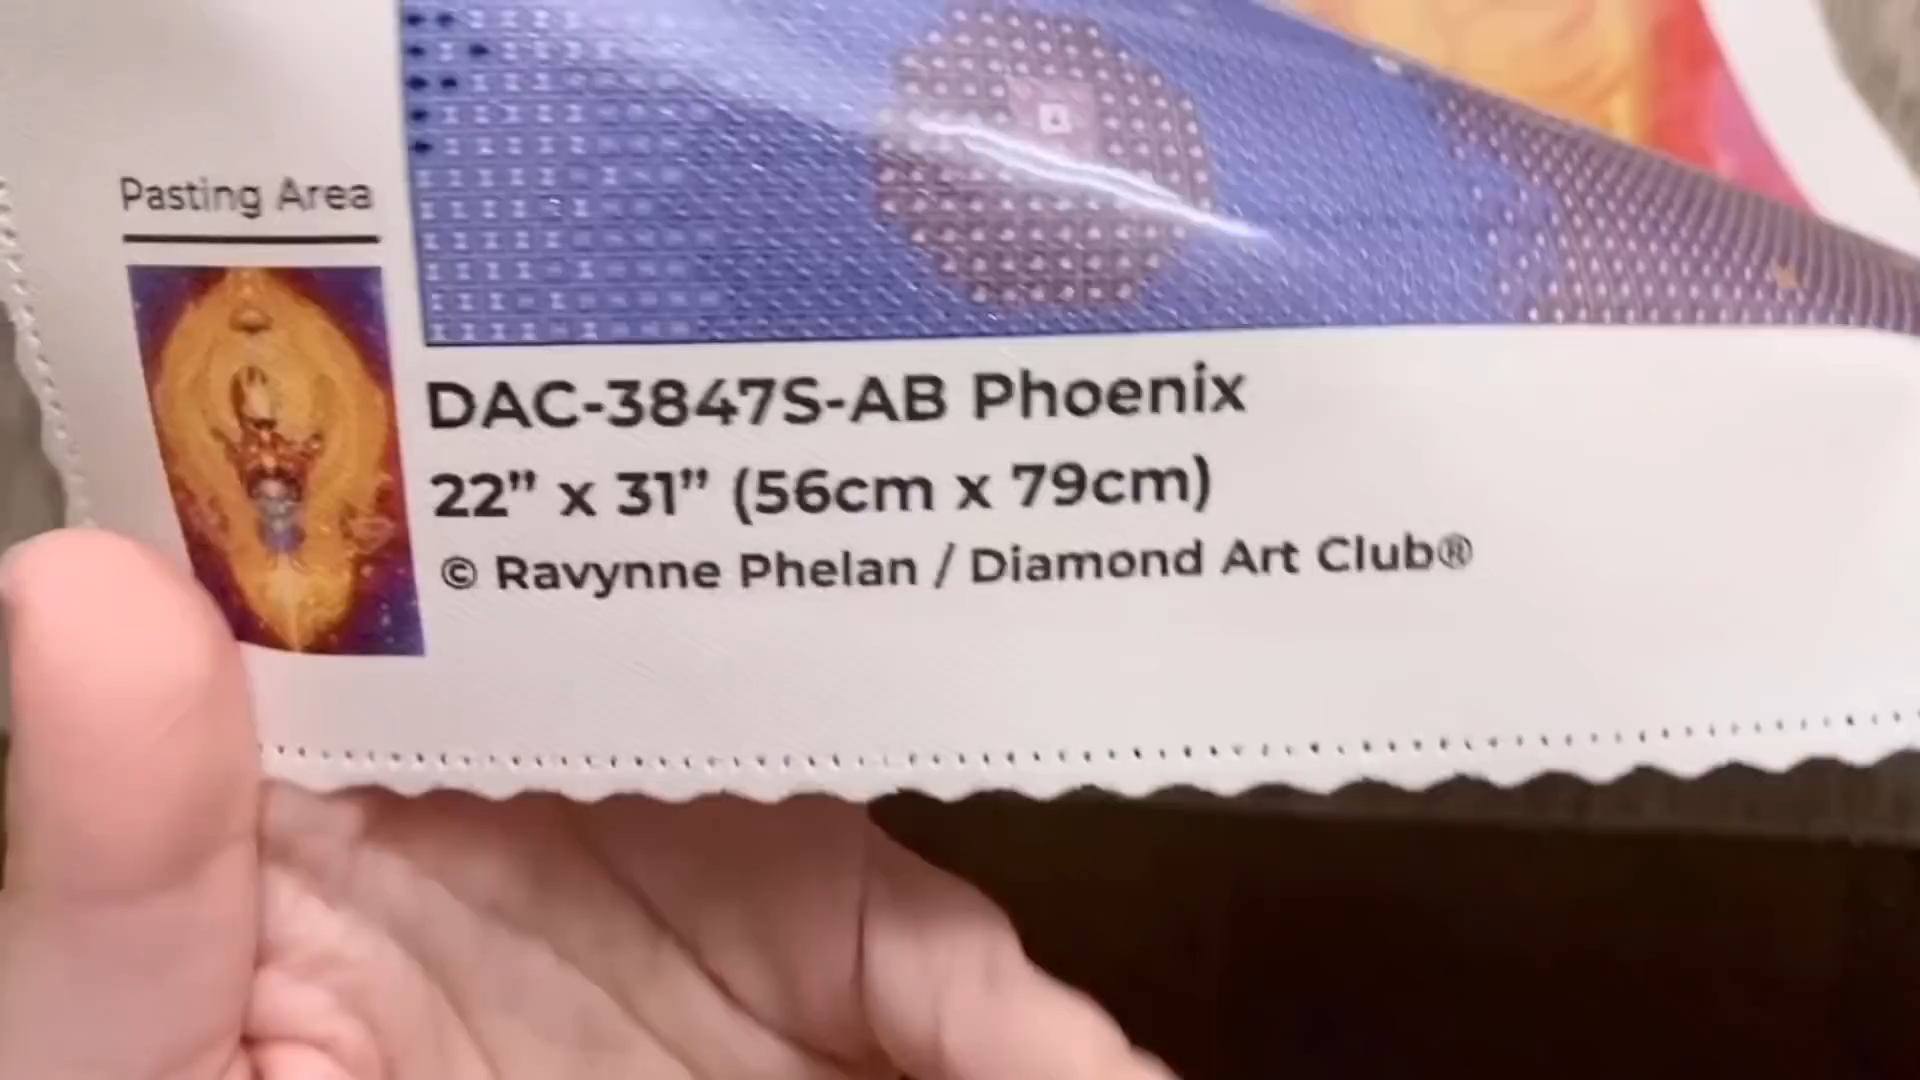 Pasting Area
DAC-3847S-AB Phoenix
22” x 31” (56cm x 79cm)
© Ravynne Phelan / Diamond Art Club®